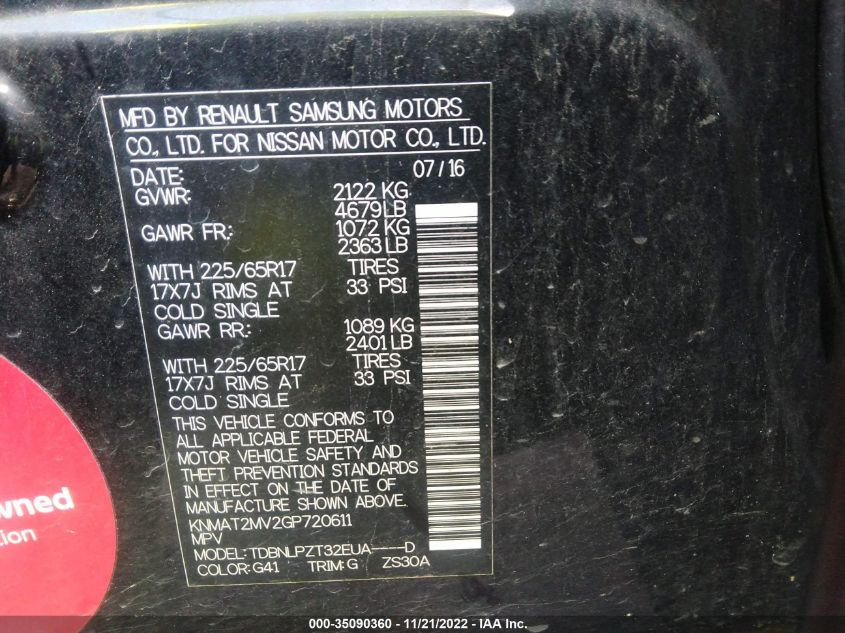 MFD BY RENAULT SAMSUNG MOTORS
CO., LTD. FOR NISSAN MOTOR CO., LTD.
DATE: 07/16
GVWR: 2122 KG
4679 LB
GAWR FR: 1072 KG
2363 LB
WITH 225/65R17 TIRES
17X7J RIMS AT 33 PSI
COLD SINGLE
GAWR RR: 1089 KG
2401 LB
WITH 225/65R17 TIRES
17X7J RIMS AT 33 PSI
COLD SINGLE
THIS VEHICLE CONFORMS TO
ALL APPLICABLE FEDERAL
MOTOR VEHICLE SAFETY AND
THEFT PREVENTION STANDARDS
IN EFFECT ON THE DATE OF
MANUFACTURE SHOWN ABOVE.
KNMAT2MV2GP720611
MPV
MODEL: TDBNLPZT32EUA----D
COLOR: G41 TRIM: G ZS30A
wned
ion
000-35090360 - 11/21/2022 - IAA Inc.